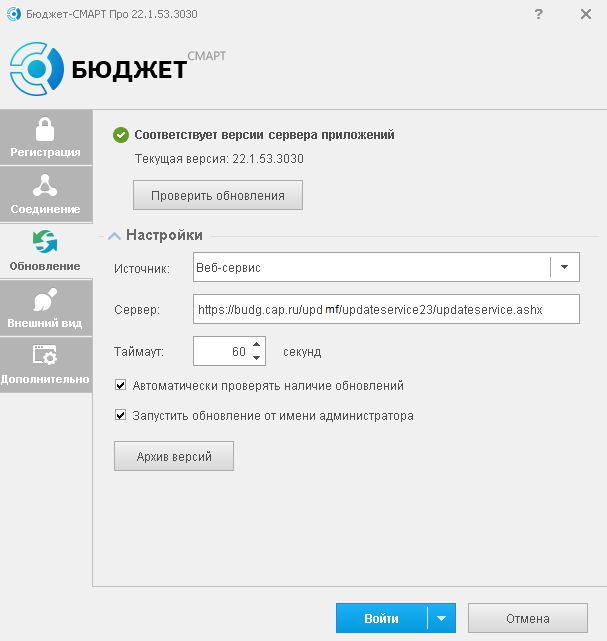 Бюджет-СМАРТ Про 22.1.53.3030
?
БЮДЖЕТ СМАРТ
Регистрация
Соединение
Обновление
Внешний вид
Дополнительно
Соответствует версии сервера приложений
Текущая версия: 22.1.53.3030
Проверить обновления
Настройки
Источник: Веб-сервис
Сервер: https://budg.cap.ru/upd mf/updateservice23/updateservice.ashx
Таймаут: 60 секунд
Автоматически проверять наличие обновлений
Запустить обновление от имени администратора
Архив версий
Войти
Отмена